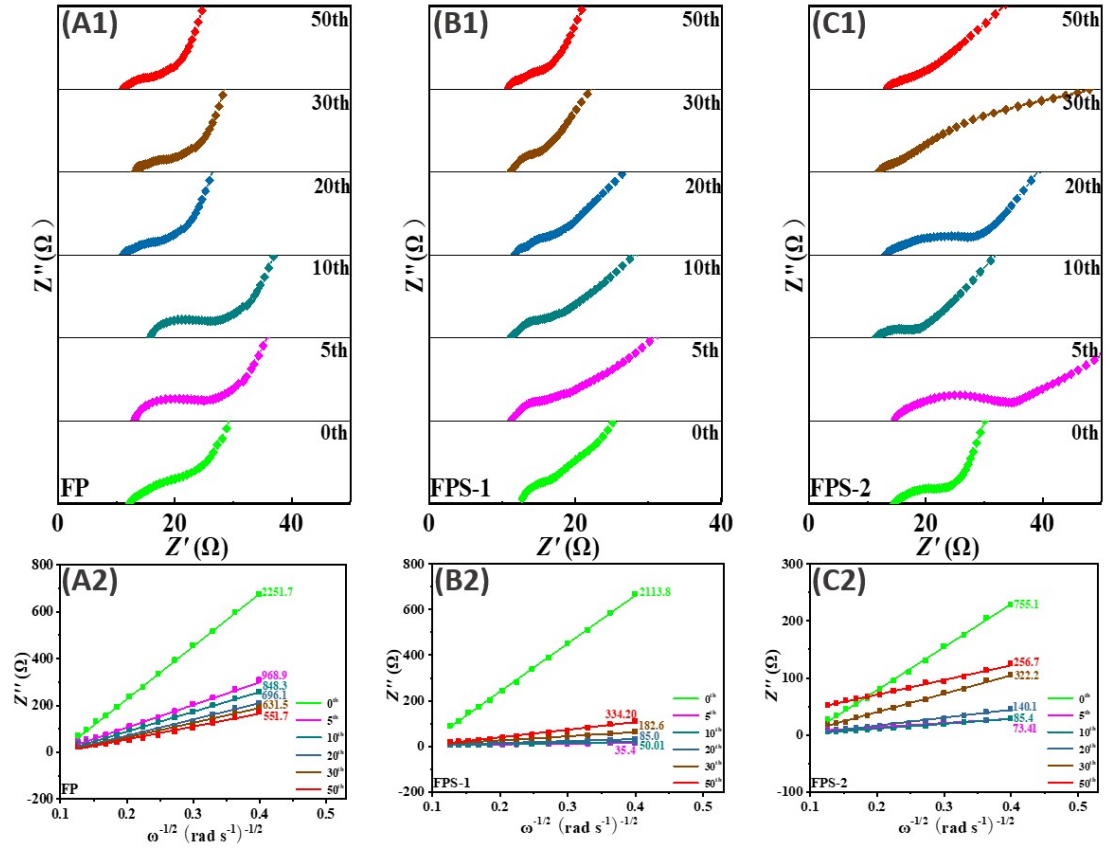 (A1)
50th
30th
20th
10th
5th
0th
FP
Z''(Ω)
0 20 40
Z'(Ω)
(B1)
50th
30th
20th
10th
5th
0th
FPS-1
Z''(Ω)
0 20 40
Z'(Ω)
(C1)
50th
30th
20th
10th
5th
0th
FPS-2
Z''(Ω)
0 20 40
Z'(Ω)
(A2)
800
600
400
200
0
-200
Z''(Ω)
2251.7
968.9
848.3
696.1
631.5
551.7
0th
5th
10th
20th
30th
50th
FP
0.1 0.2 0.3 0.4 0.5
ω-1/2 (rad s-1)-1/2
(B2)
800
600
400
200
0
-200
Z''(Ω)
2113.8
334.20
182.6
85.0
50.01
35.4
0th
5th
10th
20th
30th
50th
FPS-1
0.1 0.2 0.3 0.4 0.5
ω-1/2 (rad s-1)-1/2
(C2)
300
200
100
0
-100
Z''(Ω)
755.1
256.7
322.2
140.1
85.4
73.41
0th
5th
10th
20th
30th
50th
FPS-2
0.1 0.2 0.3 0.4 0.5
ω-1/2 (rad s-1)-1/2